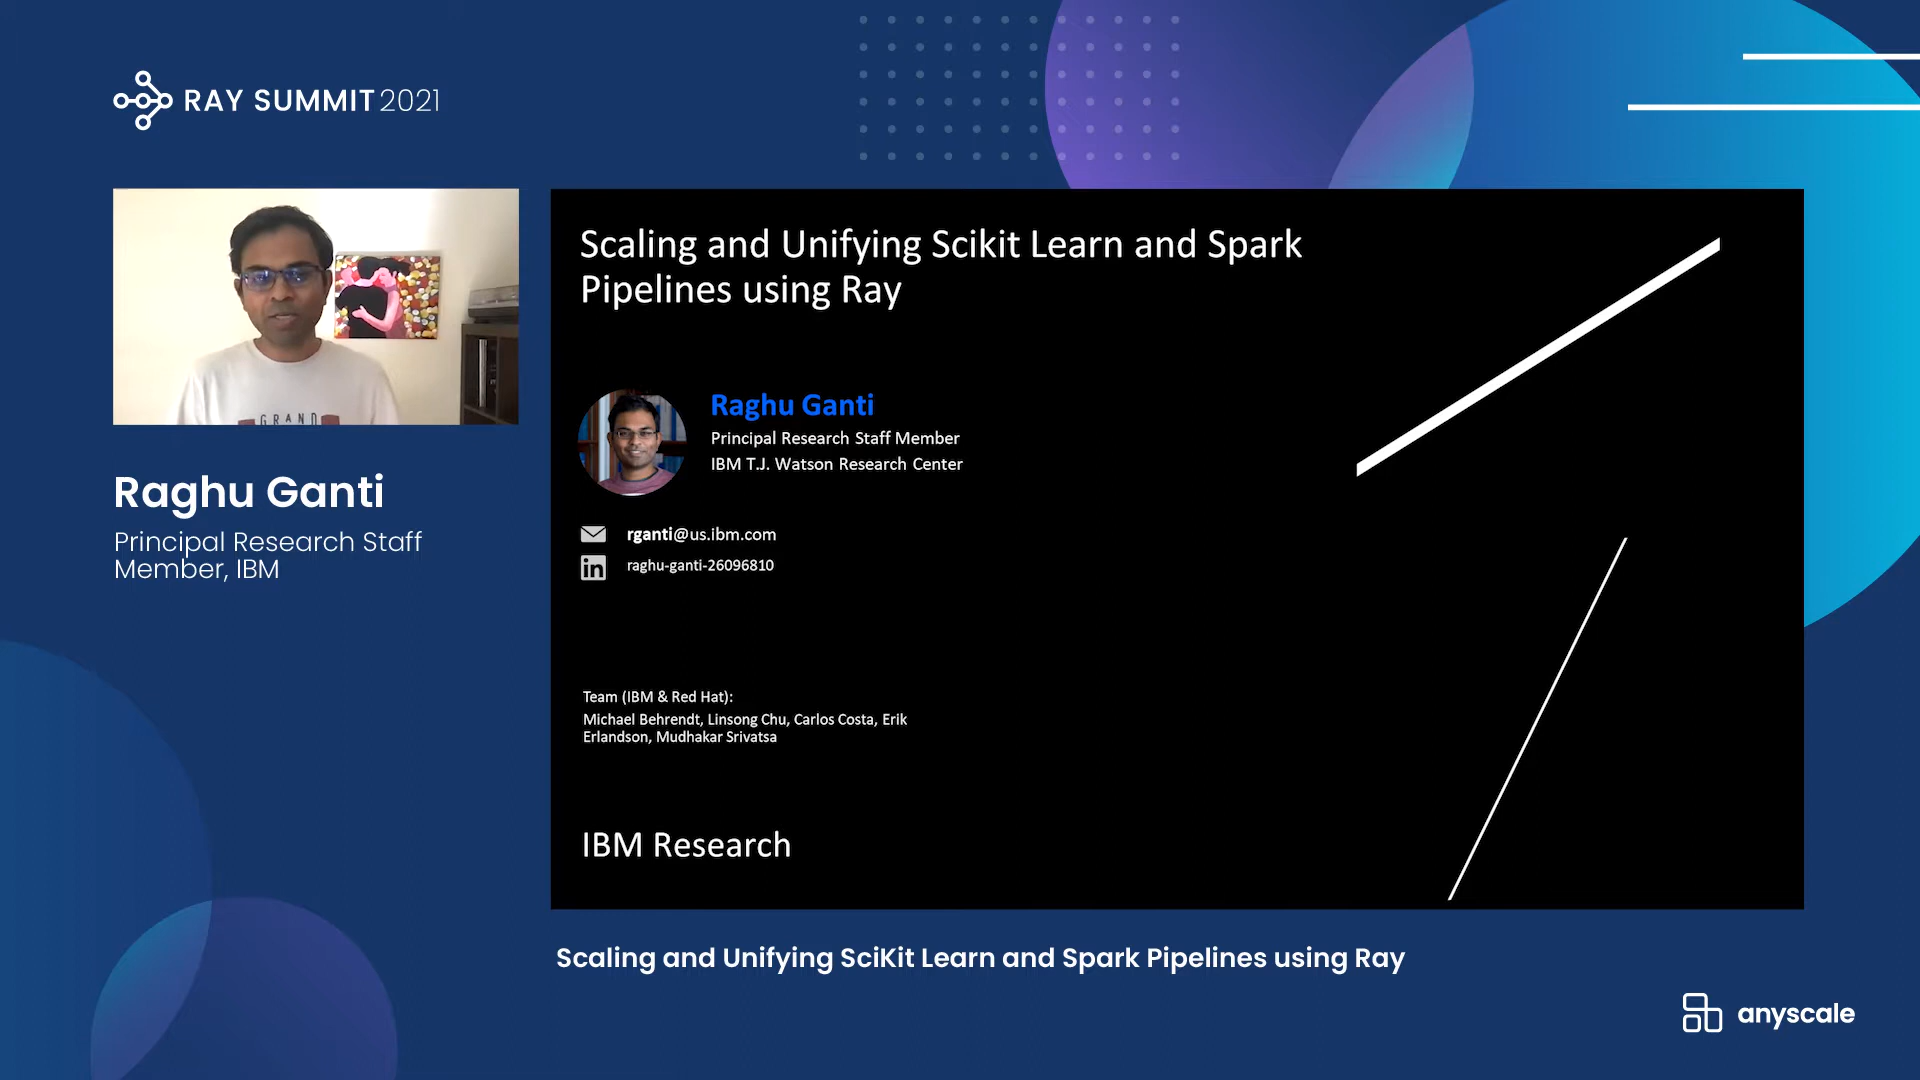 RAY SUMMIT 2021
GRAND
Raghu Ganti
Principal Research Staff
Member, IBM
Scaling and Unifying Scikit Learn and Spark
Pipelines using Ray
Raghu Ganti
Principal Research Staff Member
IBM T.J. Watson Research Center
rganti@us.ibm.com
in
raghu-ganti-26096810
Team (IBM & Red Hat):
Michael Behrendt, Linsong Chu, Carlos Costa, Erik
Erlandson, Mudhakar Srivatsa
IBM Research
Scaling and Unifying SciKit Learn and Spark Pipelines using Ray
anyscale